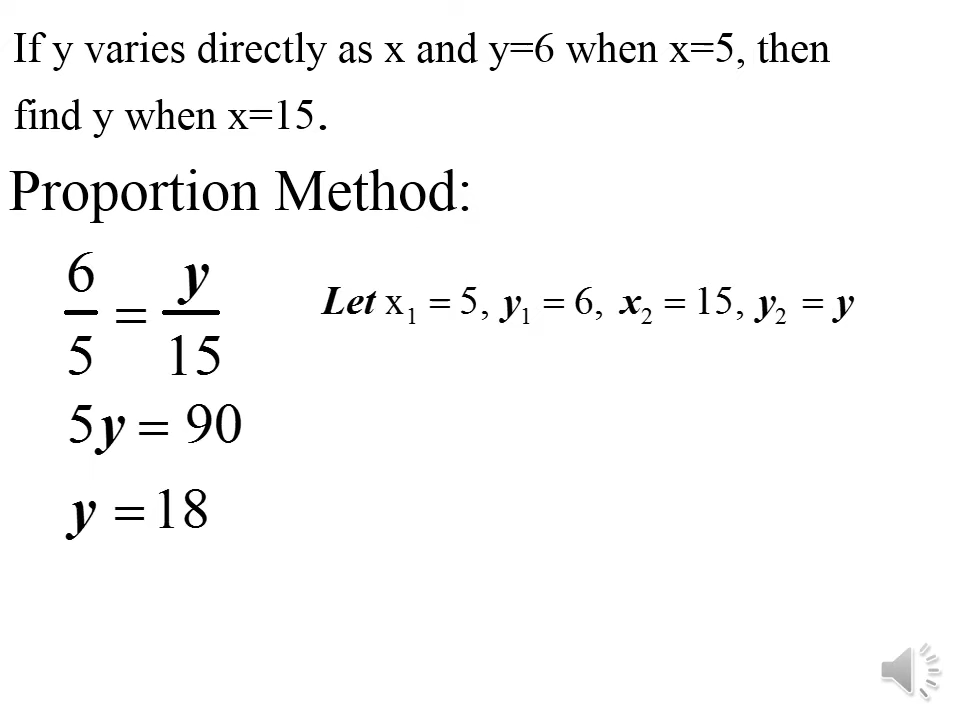 If y varies directly as x and y=6 when x=5, then
find y when x=15.
Proportion Method:
6/5 = y/15
Let x₁ = 5, y₁ = 6, x₂ = 15, y₂ = y
5y = 90
y = 18